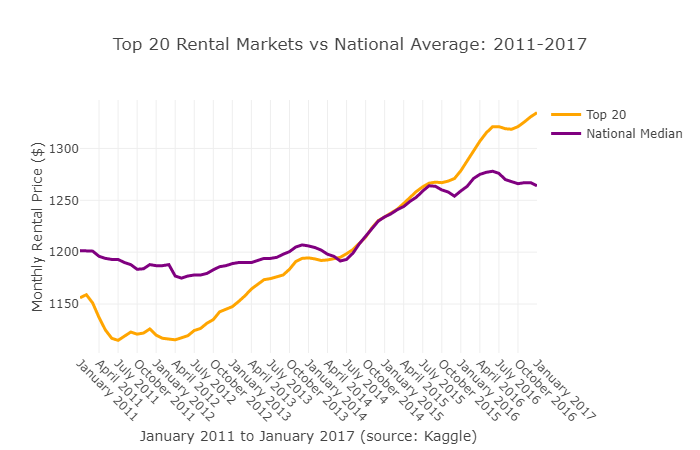 Top 20 Rental Markets vs National Average: 2011-2017
Top 20
National Median
Monthly Rental Price ($)
1300
1250
1200
1150
January 2011
April 2011
July 2011
October 2011
January 2012
April 2012
July 2012
October 2012
January 2013
April 2013
July 2013
October 2013
January 2014
April 2014
July 2014
October 2014
January 2015
April 2015
July 2015
October 2015
January 2016
April 2016
July 2016
October 2016
January 2017
January 2011 to January 2017 (source: Kaggle)